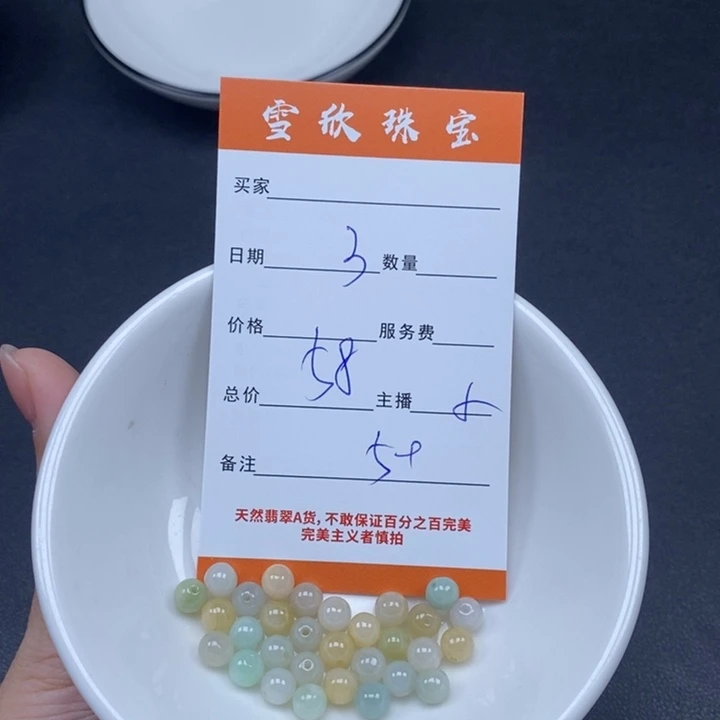 雪欣珠宝
买家
日期 3 数量
价格 服务费
总价 58 主播
备注 5+
天然翡翠A货，不敢保证百分之百完美
完美主义者慎拍